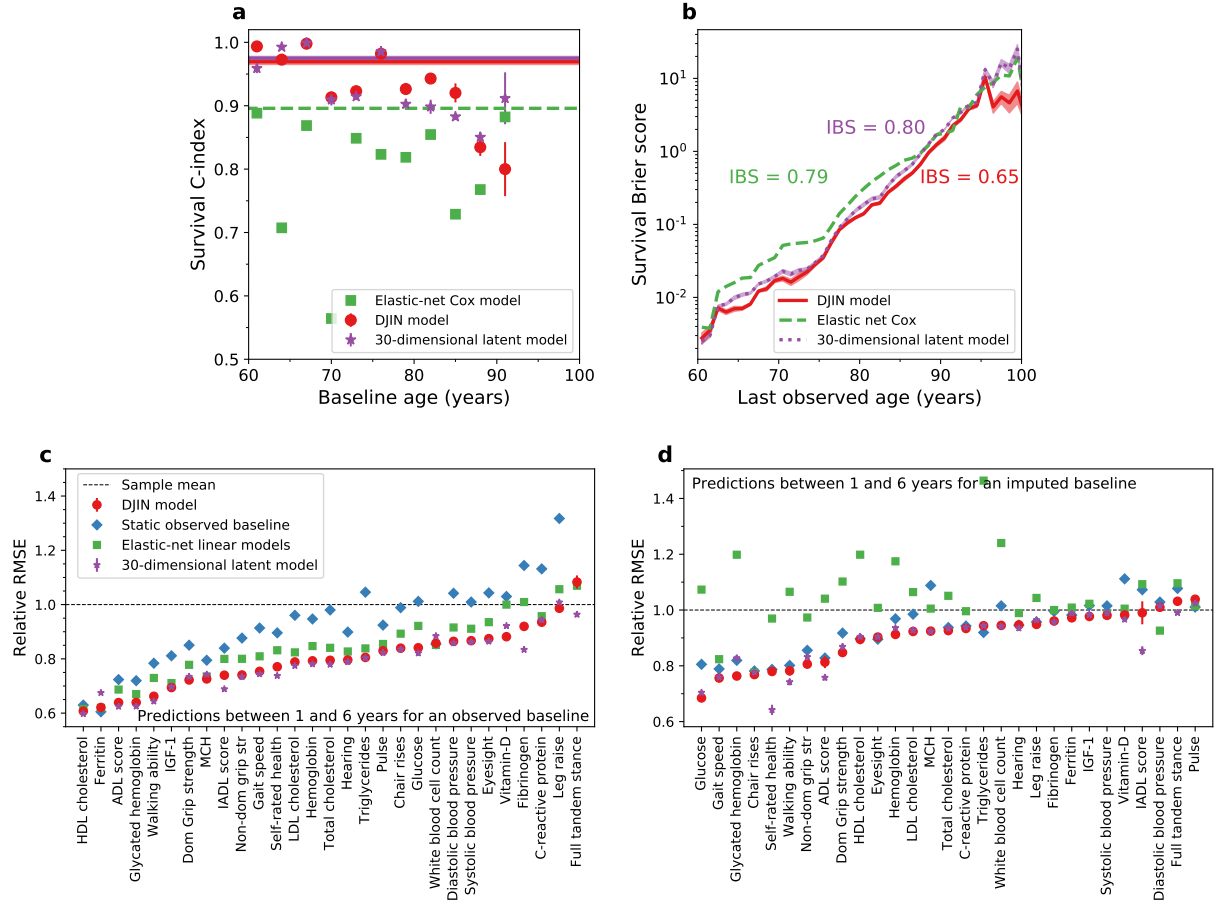 a
Survival C-index
1.0
0.9
0.8
0.7
0.6
0.5
Elastic-net Cox model
DJIN model
30-dimensional latent model
60
70
80
90
100
Baseline age (years)
b
Survival Brier score
10¹
10⁰
10⁻¹
10⁻²
IBS = 0.80
IBS = 0.79
IBS = 0.65
DJIN model
Elastic net Cox
30-dimensional latent model
60
70
80
90
100
Last observed age (years)
c
Relative RMSE
1.4
1.2
1.0
0.8
0.6
Sample mean
DJIN model
Static observed baseline
Elastic-net linear models
30-dimensional latent model
Predictions between 1 and 6 years for an observed baseline
HDL cholesterol
Ferritin
ADL score
Glycated hemoglobin
Walking ability
IGF-1
Dom Grip strength
MCH
IADL score
Non-dom grip str
Gait speed
Self-rated health
LDL cholesterol
Hemoglobin
Total cholesterol
Hearing
Triglycerides
Pulse
Chair rises
Glucose
White blood cell count
Diastolic blood pressure
Systolic blood pressure
Eyesight
Vitamin-D
Fibrinogen
C-reactive protein
Leg raise
Full tandem stance
d
Relative RMSE
1.4
1.2
1.0
0.8
0.6
Predictions between 1 and 6 years for an imputed baseline
Glucose
Gait speed
Glycated hemoglobin
Chair rises
Self-rated health
Walking ability
Non-dom grip str
ADL score
Dom Grip strength
HDL cholesterol
Eyesight
Hemoglobin
LDL cholesterol
MCH
Total cholesterol
C-reactive protein
Triglycerides
White blood cell count
Hearing
Leg raise
Fibrinogen
Ferritin
IGF-1
Systolic blood pressure
Vitamin-D
IADL score
Diastolic blood pressure
Full tandem stance
Pulse